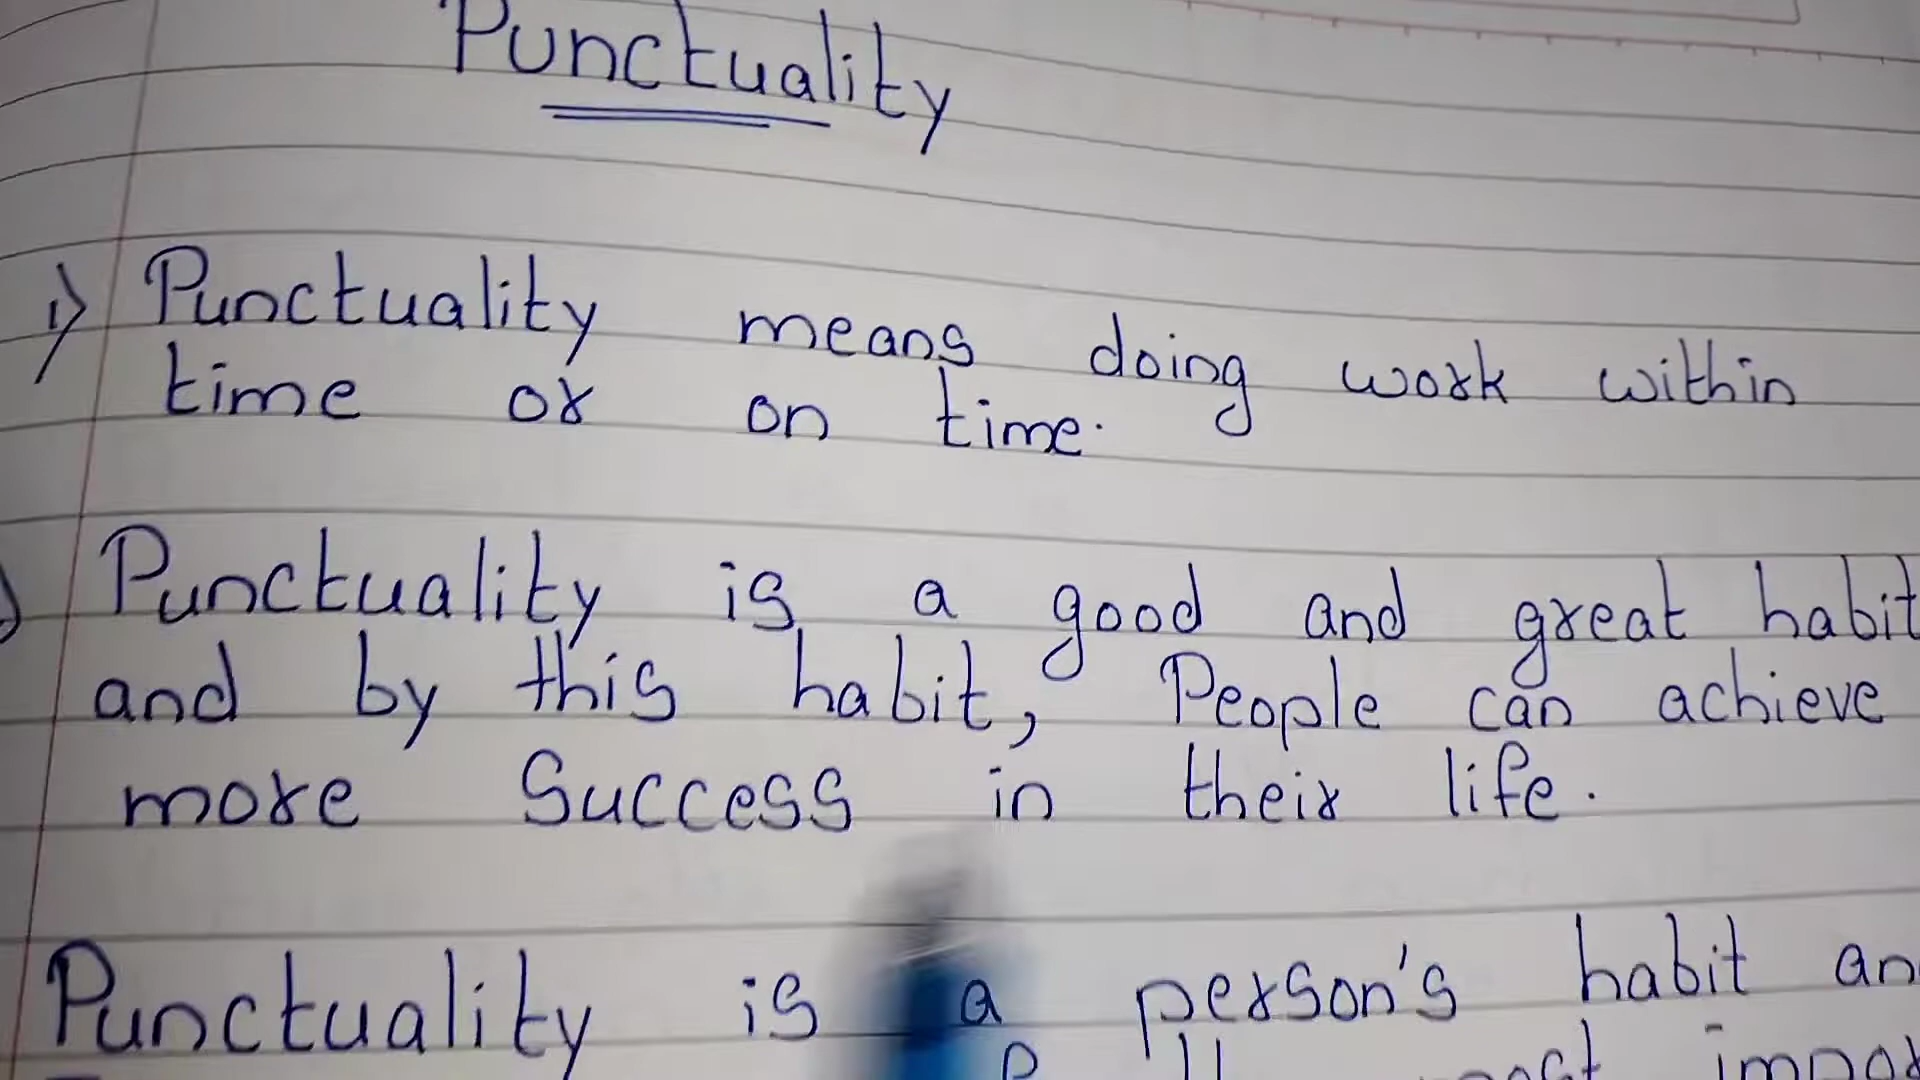 Punctuality
1) Punctuality means doing work within
time or on time.
Punctuality is a good and great habit
and by this habit, People can achieve
more Success in their life.
Punctuality is a person's habit an